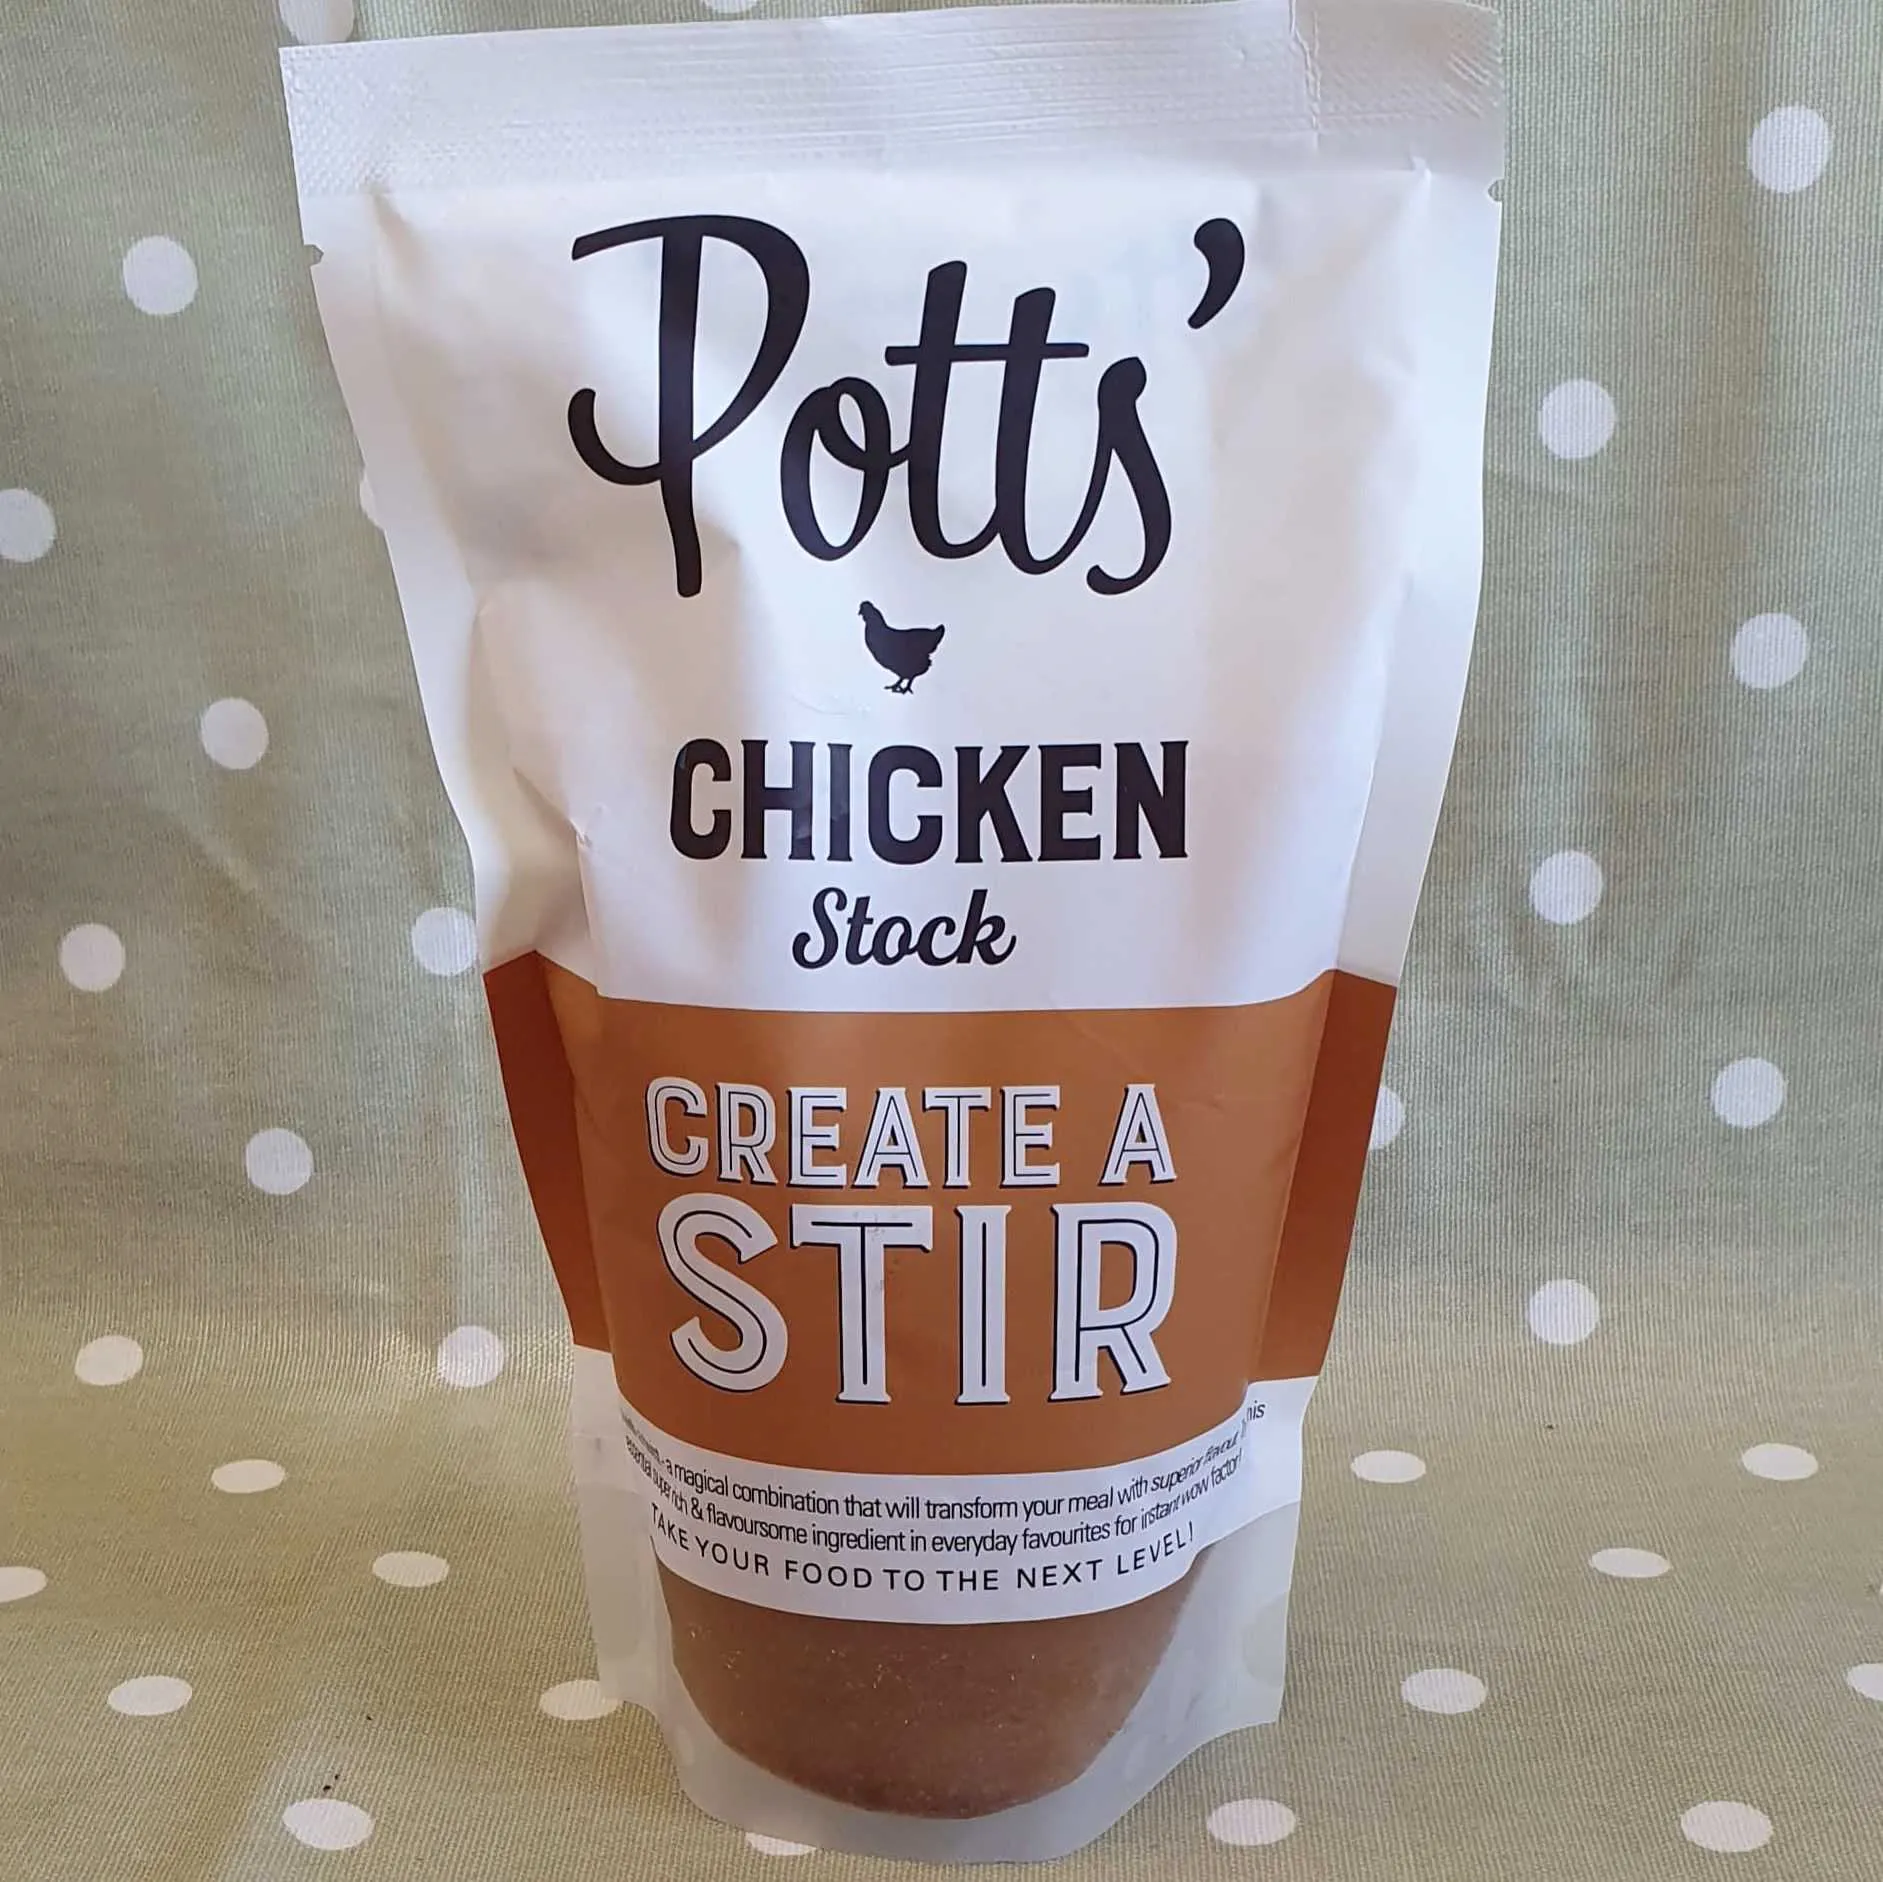 Potts'
CHICKEN
Stock
CREATE A
STIR
- a magical combination that will transform your meal with superior flavour.
& flavoursome ingredient in everyday favourites for instant wow factor!
TAKE YOUR FOOD TO THE NEXT LEVEL!